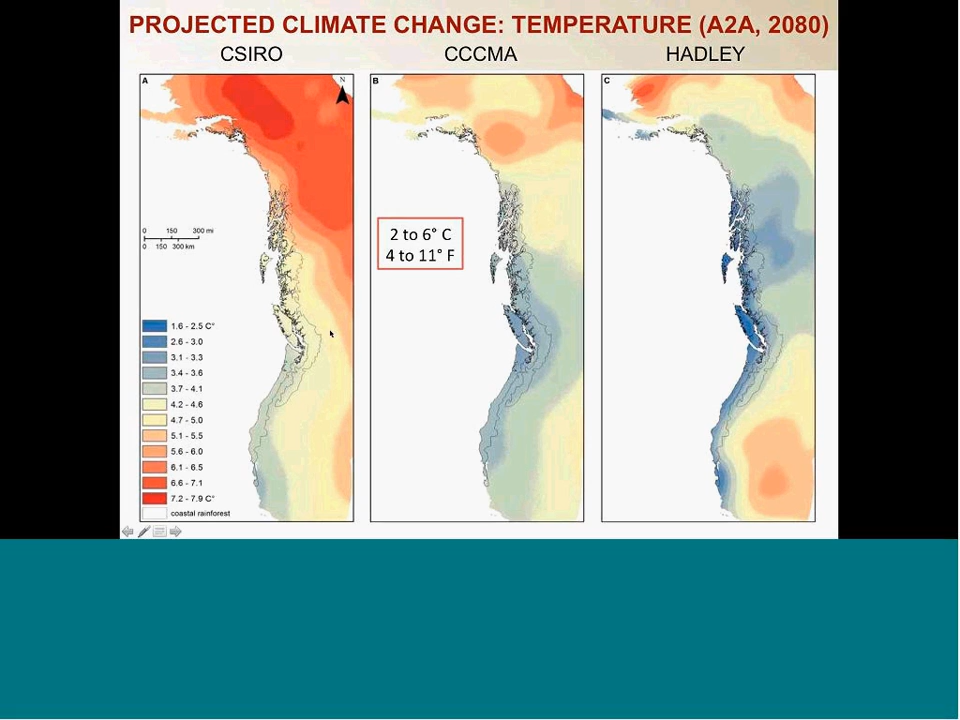 PROJECTED CLIMATE CHANGE: TEMPERATURE (A2A, 2080)
CSIRO CCCMA HADLEY
A N B C
0 150 300 mi
0 150 300 km
2 to 6° C
4 to 11° F
1.6 - 2.5 C°
2.6 - 3.0
3.1 - 3.3
3.4 - 3.6
3.7 - 4.1
4.2 - 4.6
4.7 - 5.0
5.1 - 5.5
5.6 - 6.0
6.1 - 6.5
6.6 - 7.1
7.2 - 7.9 C°
coastal rainforest